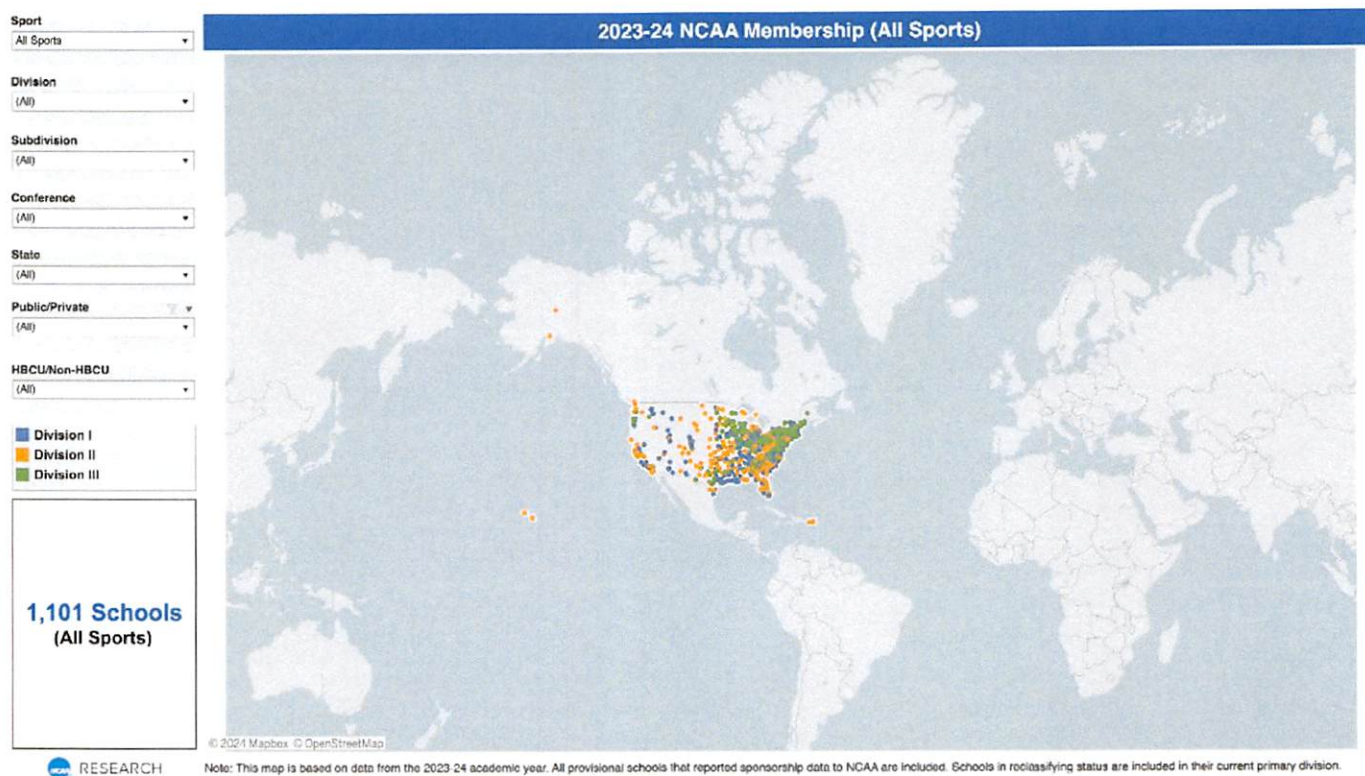 Sport
All Sports
Division
(All)
Subdivision
(All)
Conference
(All)
State
(All)
Public/Private
(All)
HBCU/Non-HBCU
(All)
Division I
Division II
Division III
1,101 Schools
(All Sports)
NCAA RESEARCH
2023-24 NCAA Membership (All Sports)
© 2024 Mapbox © OpenStreetMap
Note: This map is based on data from the 2023-24 academic year. All provisional schools that reported sponsorship data to NCAA are included. Schools in reclassifying status are included in their current primary division.